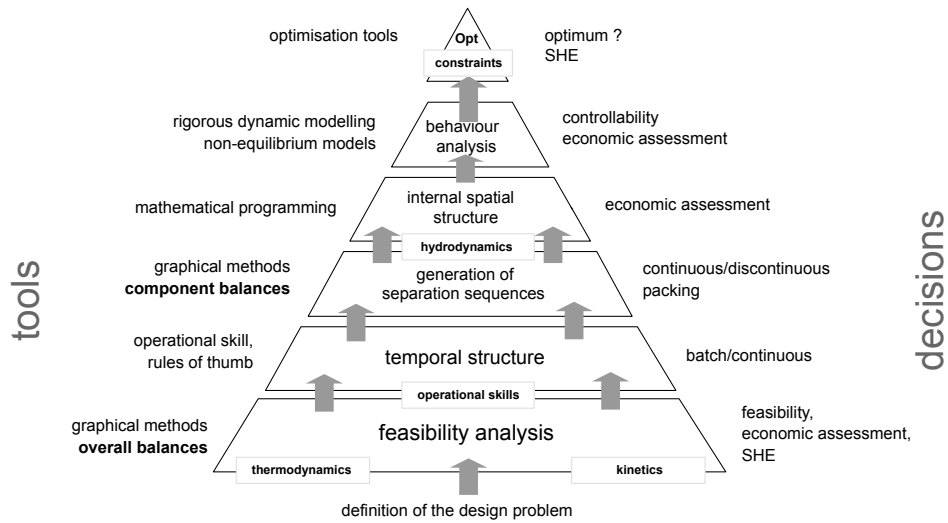 optimisation tools
Opt
constraints
optimum ?
SHE
rigorous dynamic modelling
non-equilibrium models
behaviour
analysis
controllability
economic assessment
mathematical programming
internal spatial
structure
economic assessment
hydrodynamics
graphical methods
component balances
generation of
separation sequences
continuous/discontinuous
packing
operational skill,
rules of thumb
temporal structure
batch/continuous
operational skills
graphical methods
overall balances
feasibility analysis
feasibility,
economic assessment,
SHE
thermodynamics
kinetics
definition of the design problem
tools
decisions